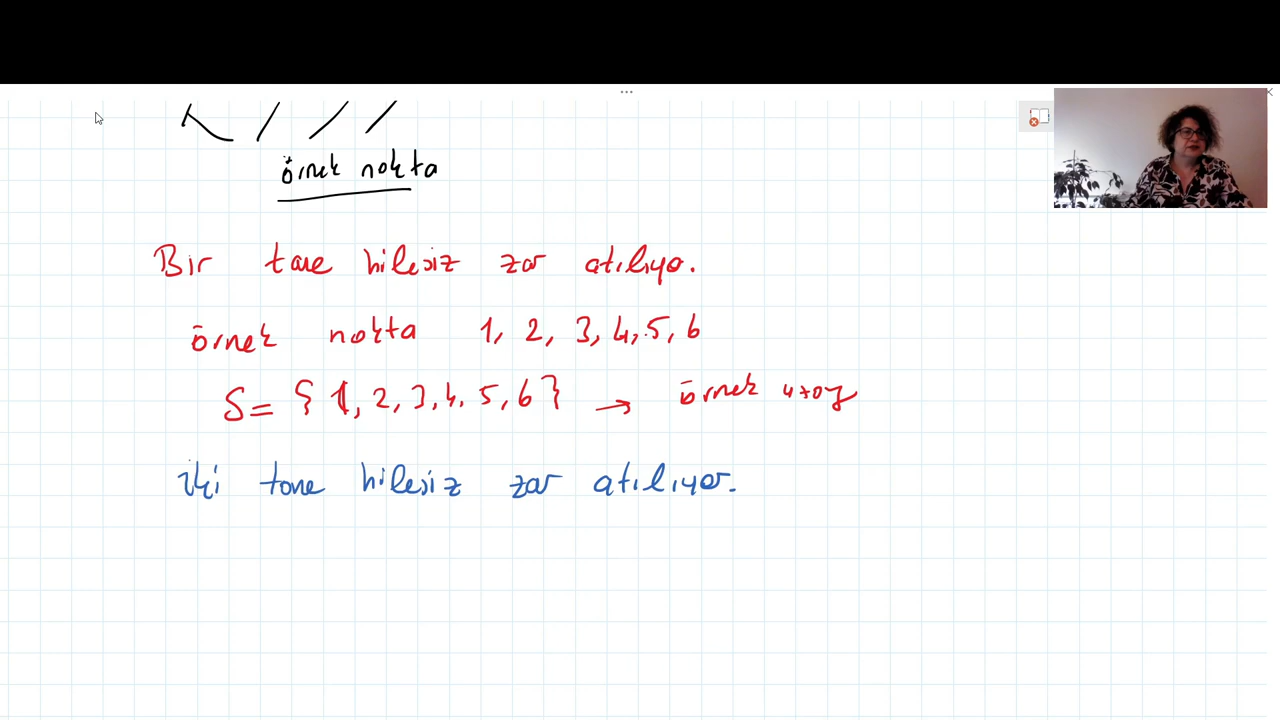 örnek nokta
Bir tane hilesiz zar atılıyo.
örnek nokta 1, 2, 3, 4, 5, 6
S = { 1, 2, 3, 4, 5, 6 } → örnek uzay
İki tane hilesiz zar atılıyor.